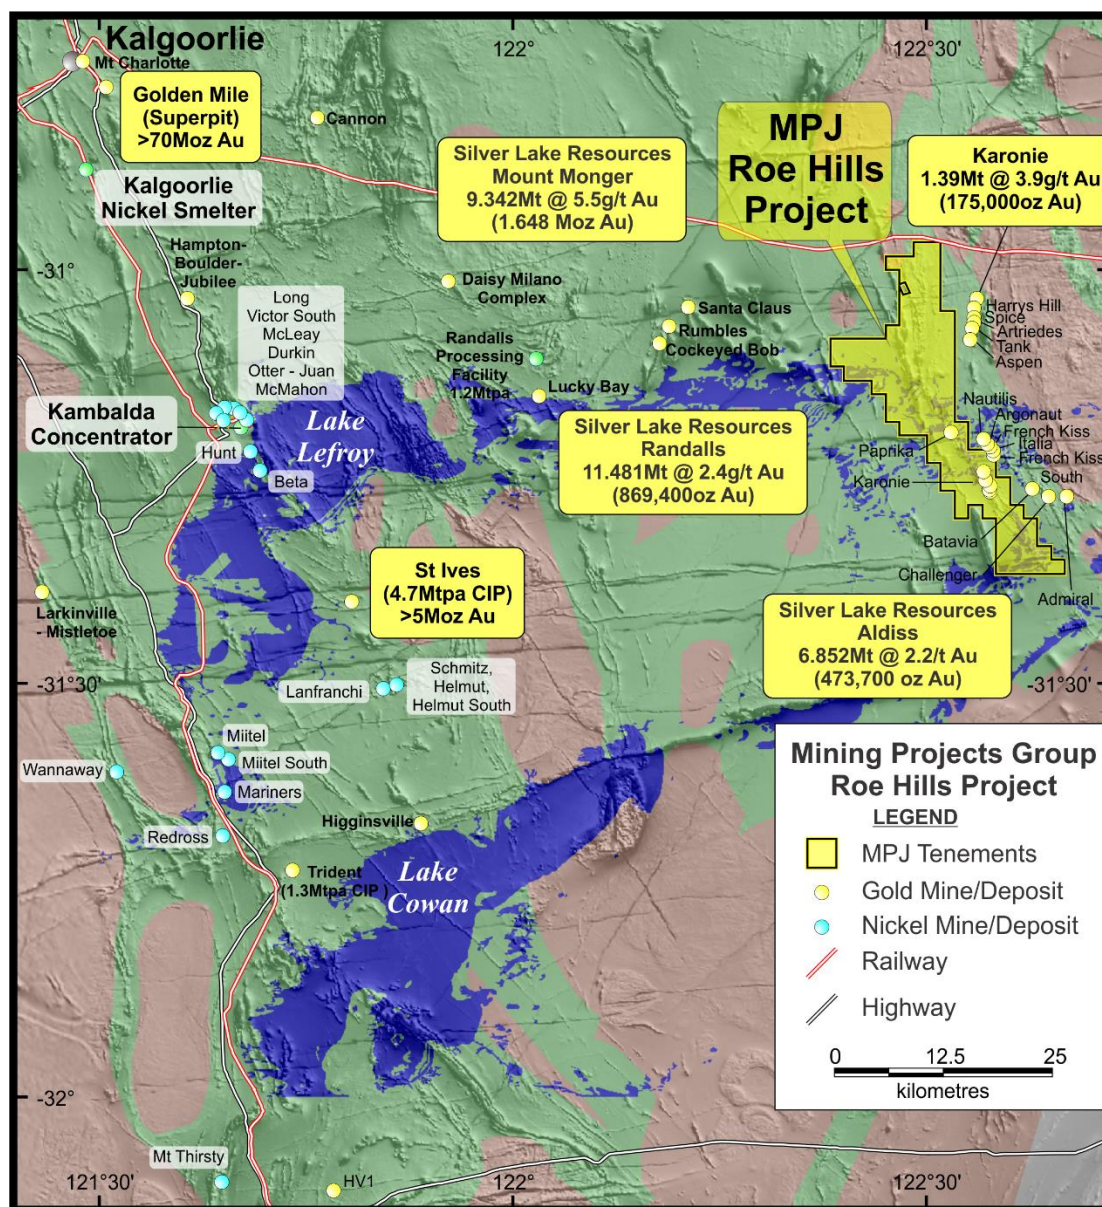 Kalgoorlie
Mt Charlotte
Golden Mile
(Superpit)
>70Moz Au
122°
122°30'
Cannon
Silver Lake Resources
Mount Monger
9.342Mt @ 5.5g/t Au
(1.648 Moz Au)
MPJ
Roe Hills
Project
Karonie
1.39Mt @ 3.9g/t Au
(175,000oz Au)
Kalgoorlie
Nickel Smelter
Hampton-
Boulder-
Jubilee
-31°
-31°
Daisy Milano
Complex
Long
Victor South
McLeay
Durkin
Otter - Juan
McMahon
Santa Claus
Rumbles
Cockeyed Bob
Randalls
Processing
Facility
1.2Mtpa
Lucky Bay
Harrys Hill
Spice
Artriedes
Tank
Aspen
Kambalda
Concentrator
Lake
Lefroy
Hunt
Beta
Silver Lake Resources
Randalls
11.481Mt @ 2.4g/t Au
(869,400oz Au)
Nautilis
Argonaut
French Kiss
Italia
French Kiss
South
Paprika
Karonie
Batavia
Challenger
Admiral
St Ives
(4.7Mtpa CIP)
>5Moz Au
Larkinville
- Mistletoe
Silver Lake Resources
Aldiss
6.852Mt @ 2.2/t Au
(473,700 oz Au)
-31°30'
-31°30'
Lanfranchi
Schmitz,
Helmut,
Helmut South
Miitel
Miitel South
Wannaway
Mariners
Redross
Higginsville
Trident
(1.3Mtpa CIP )
Lake
Cowan
Mining Projects Group
Roe Hills Project
LEGEND
MPJ Tenements
Gold Mine/Deposit
Nickel Mine/Deposit
Railway
Highway
0 12.5 25
kilometres
-32°
Mt Thirsty
HV1
121°30'
122°
122°30'